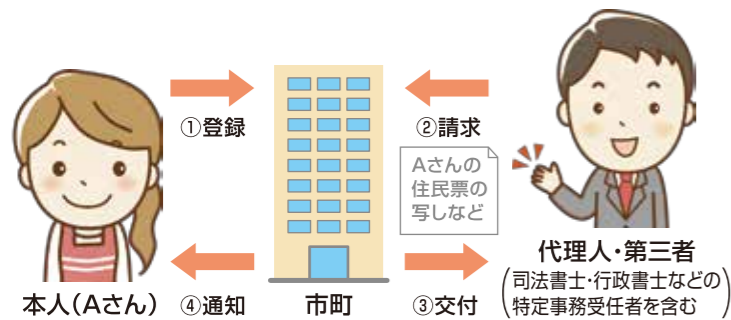 ①登録
②請求
Aさんの
住民票の
写しなど
本人(Aさん)
④通知
市町
③交付
代理人・第三者
(司法書士・行政書士などの
特定事務受任者を含む)